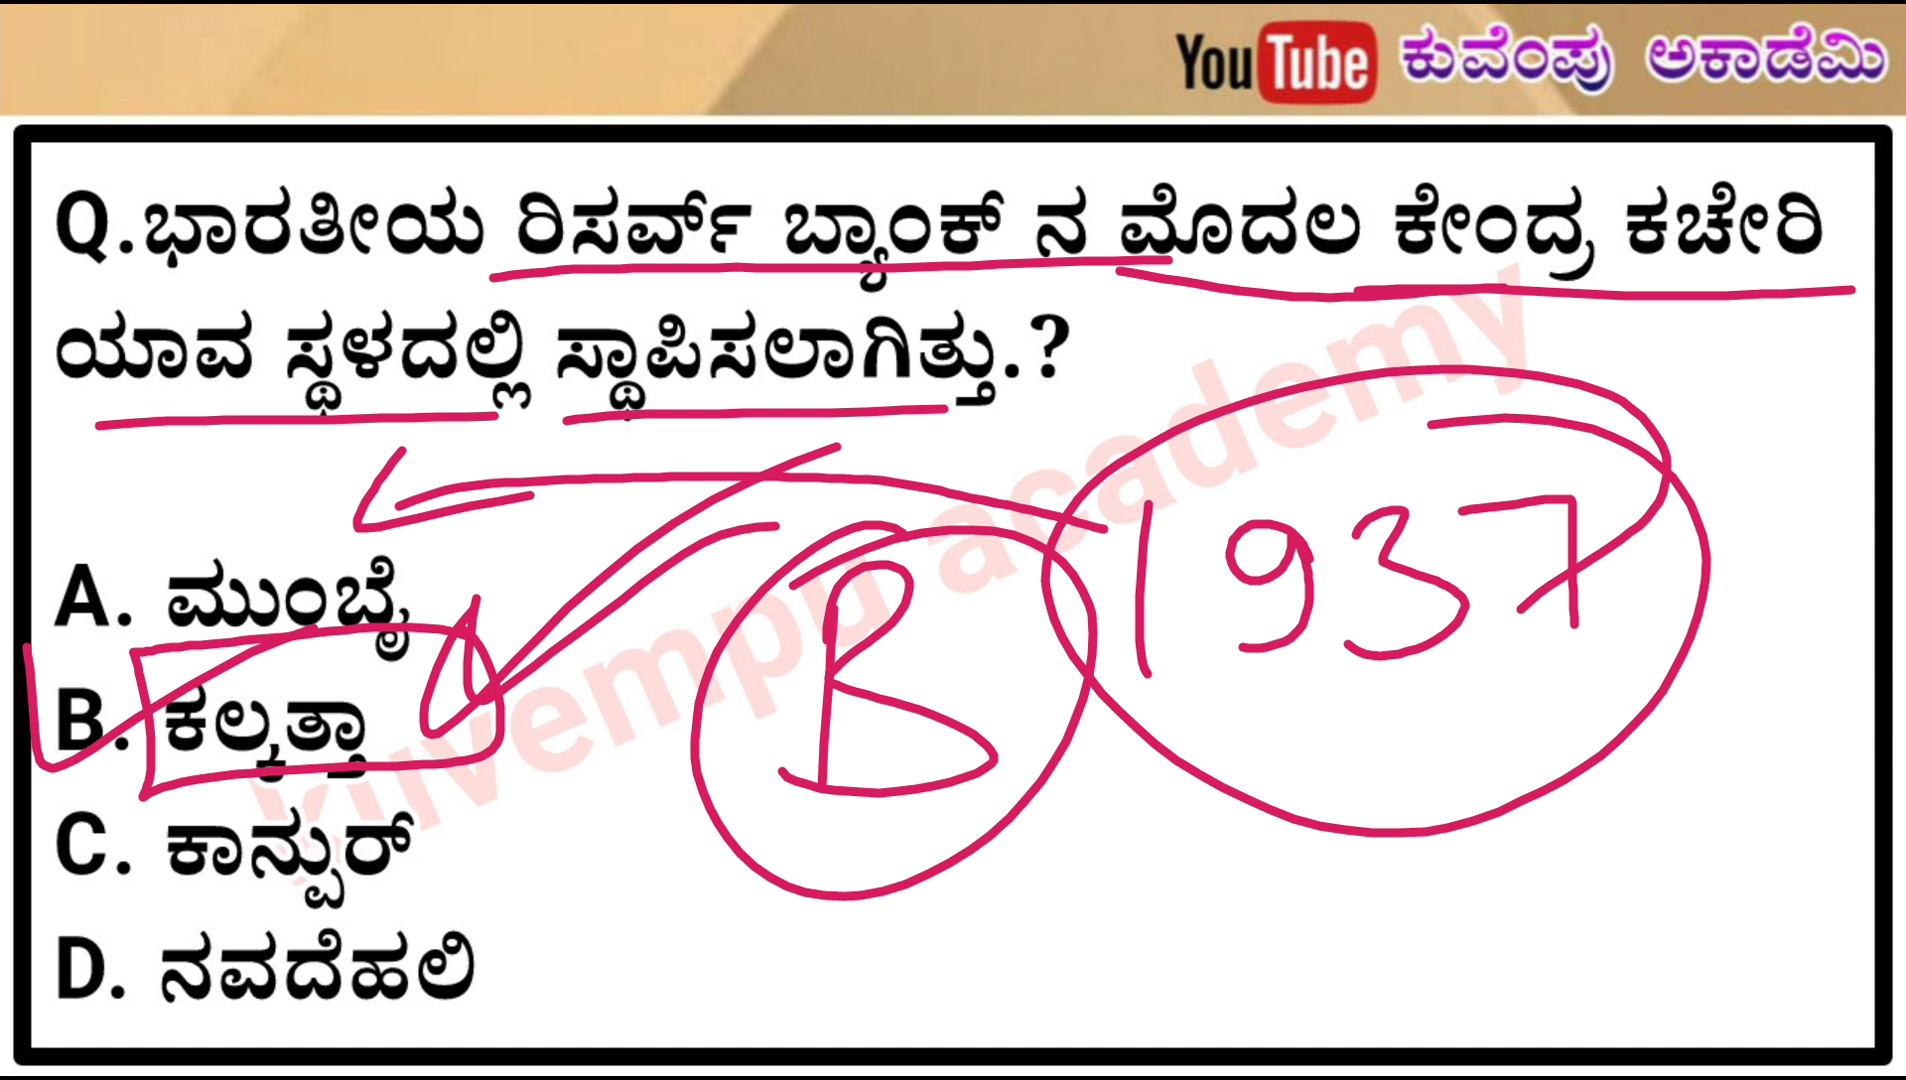 YouTube ಕುವೆಂಪು ಅಕಾಡೆಮಿ
Q.ಭಾರತೀಯ ರಿಸರ್ವ್ ಬ್ಯಾಂಕ್ ನ ಮೊದಲ ಕೇಂದ್ರ ಕಚೇರಿ
ಯಾವ ಸ್ಥಳದಲ್ಲಿ ಸ್ಥಾಪಿಸಲಾಗಿತ್ತು.?
A. ಮುಂಬೈ
B. ಕಲ್ಕತ್ತಾ
C. ಕಾನ್ಪುರ್
D. ನವದೆಹಲಿ
B 1937
kuvempu academy